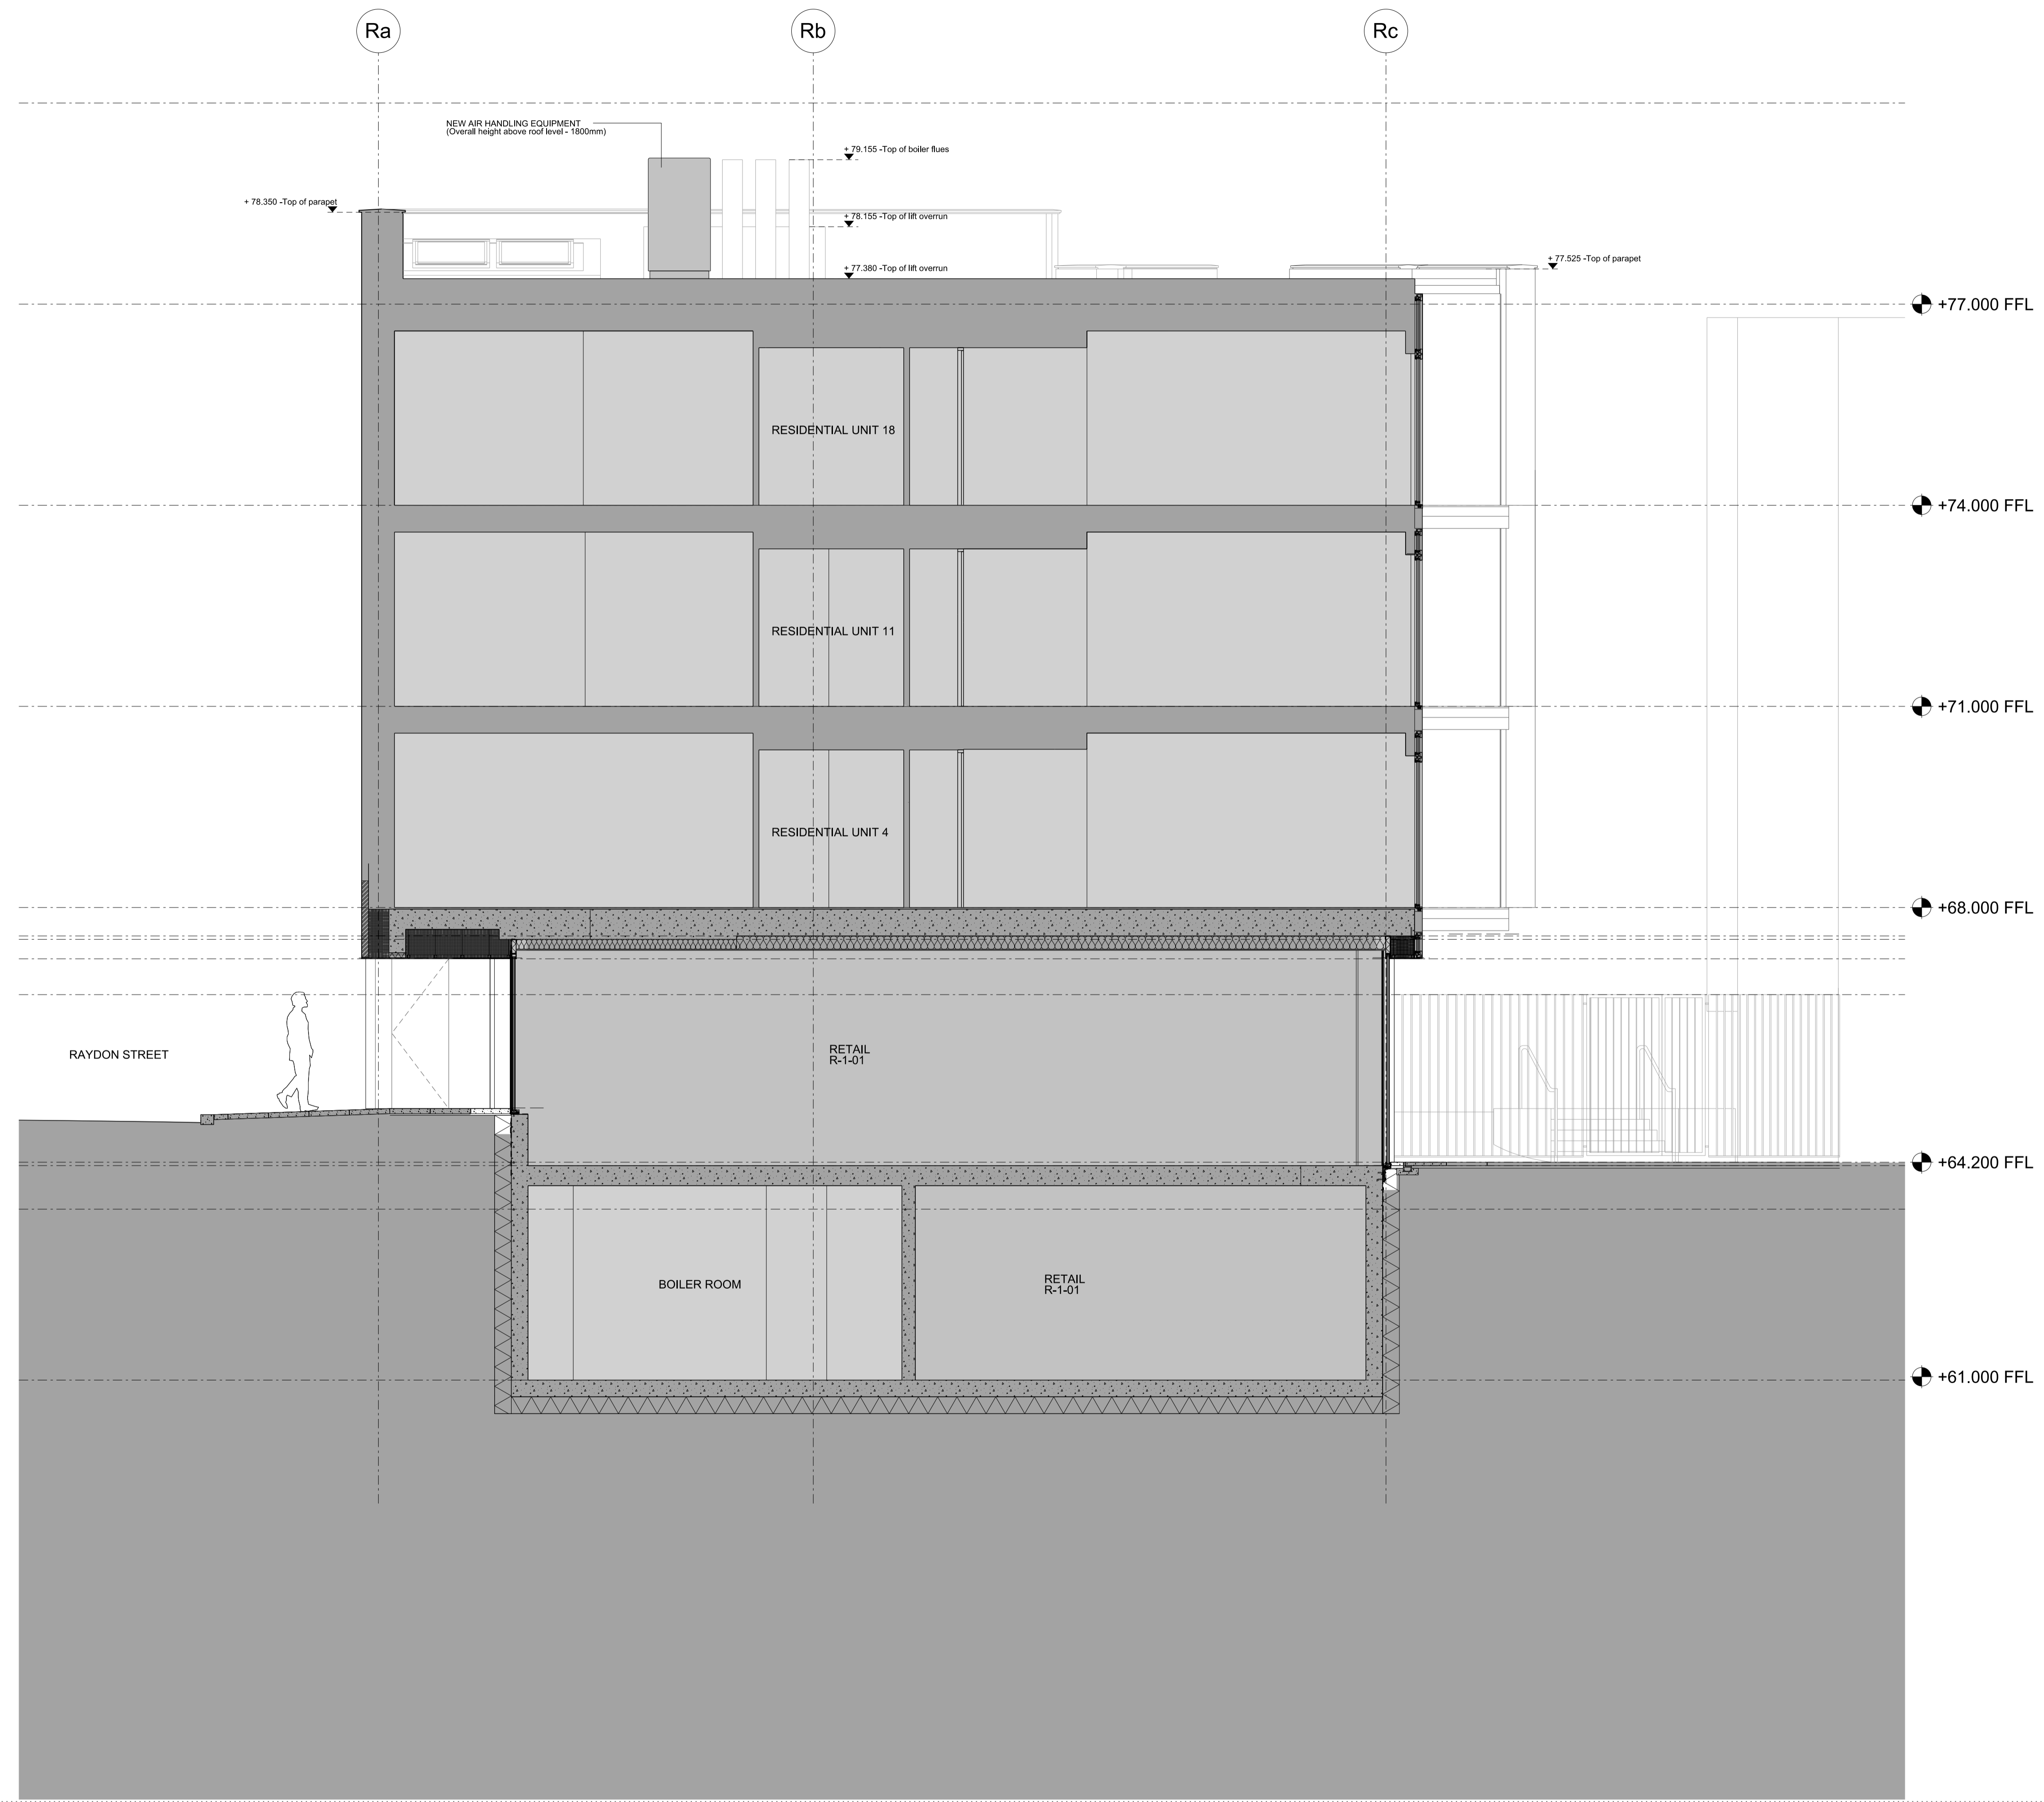 Ra
Rb
Rc
NEW AIR HANDLING EQUIPMENT
(Overall height above roof level - 1800mm)
+ 79.155 -Top of boiler flues
+ 78.350 -Top of parapet
+ 78.155 -Top of lift overrun
+ 77.380 -Top of lift overrun
+ 77.525 -Top of parapet
+77.000 FFL
RESIDENTIAL UNIT 18
+74.000 FFL
RESIDENTIAL UNIT 11
+71.000 FFL
RESIDENTIAL UNIT 4
+68.000 FFL
RAYDON STREET
RETAIL
R-1-01
+64.200 FFL
BOILER ROOM
RETAIL
R-1-01
+61.000 FFL